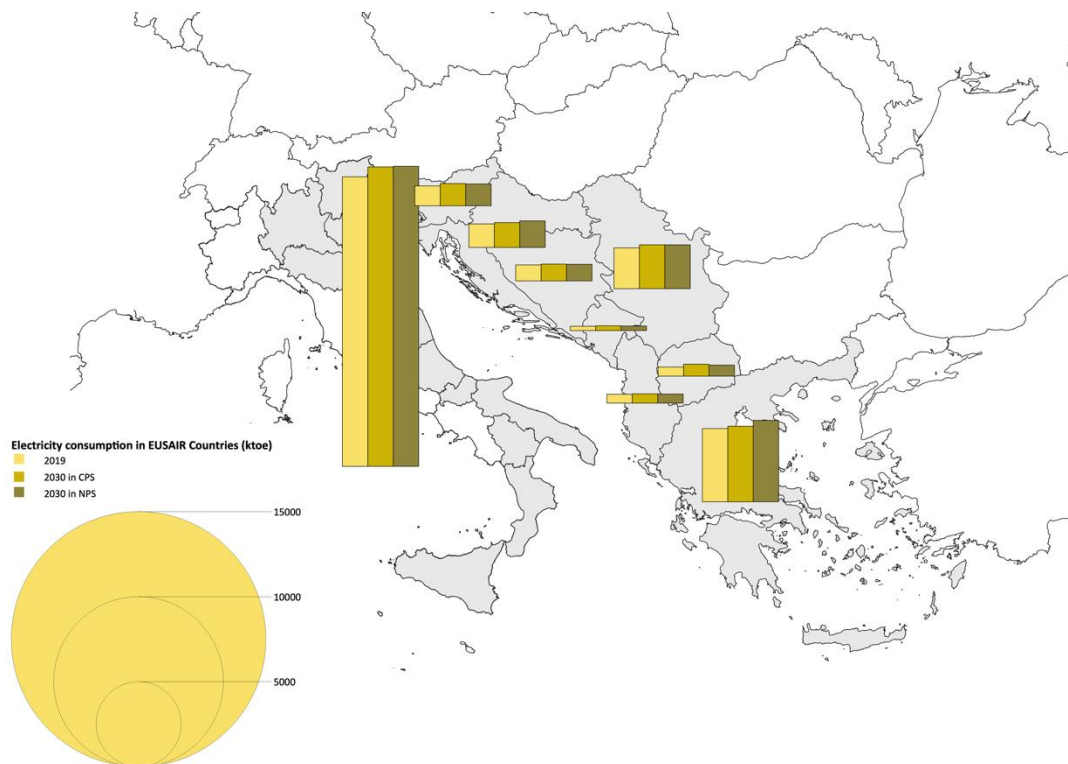 Electricity consumption in EUSAIR Countries (ktoe)
2019
2030 in CPS
2030 in NPS
15000
10000
5000